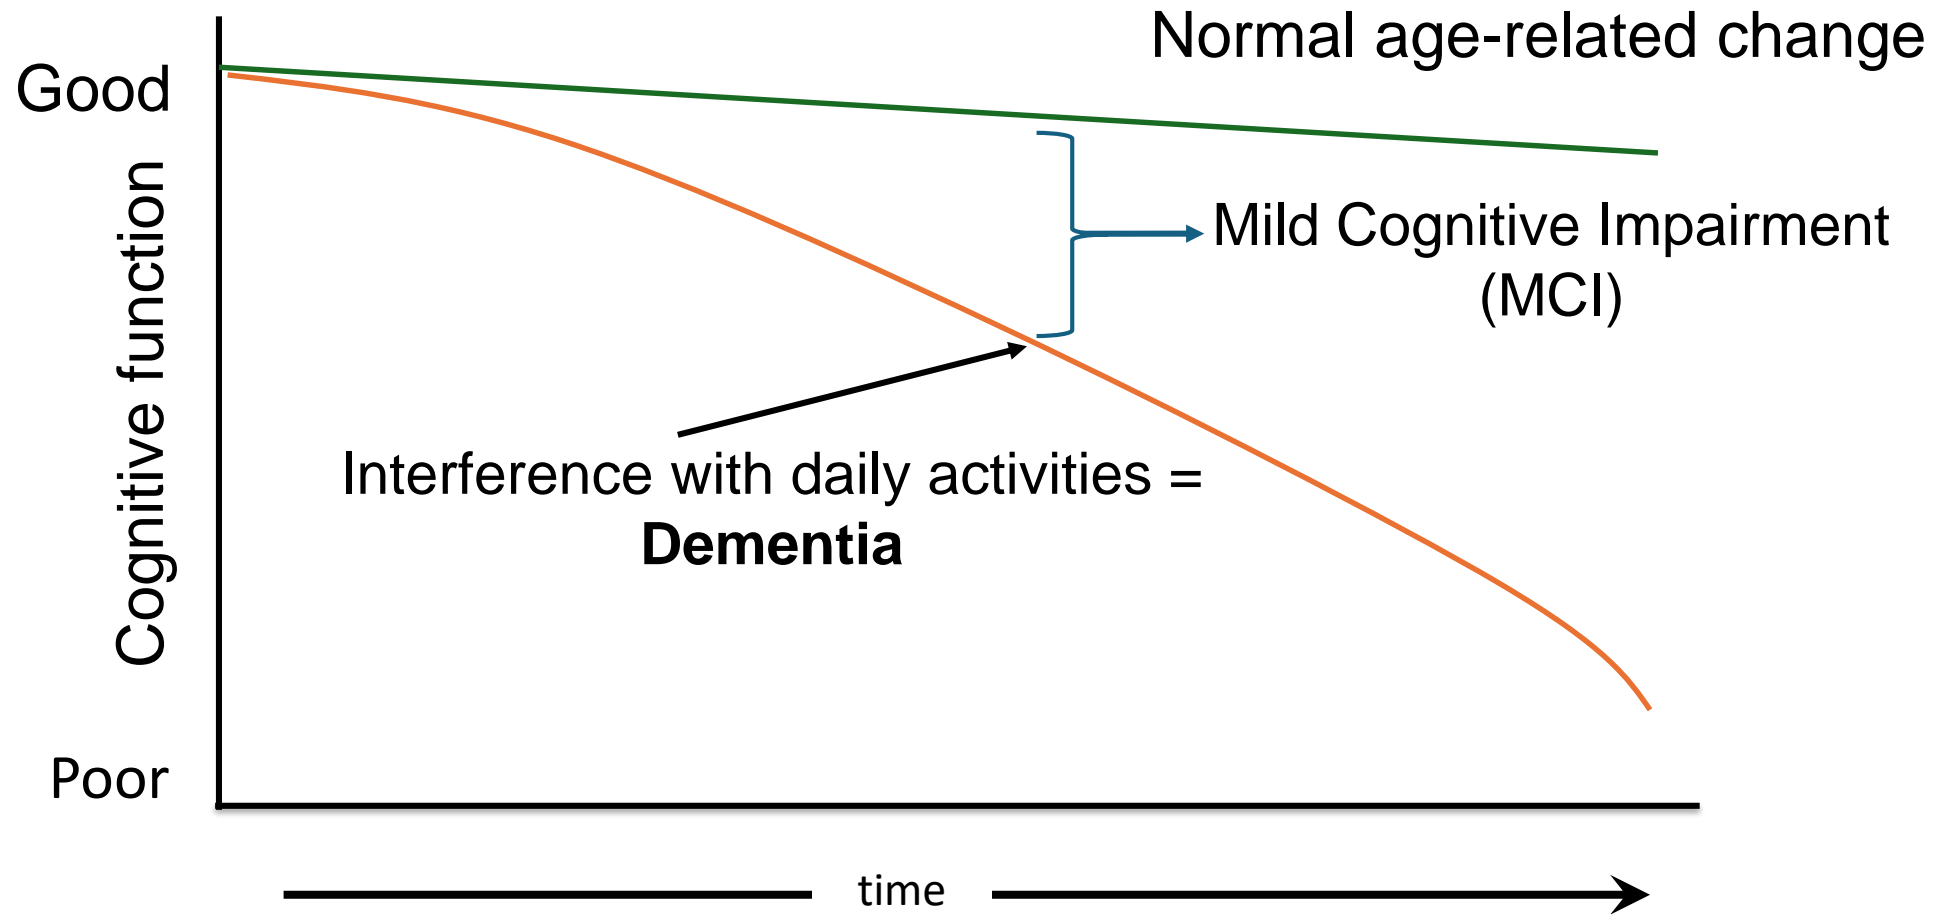 Normal age-related change
Good
Cognitive function
Mild Cognitive Impairment
(MCI)
Interference with daily activities =
Dementia
Poor
time